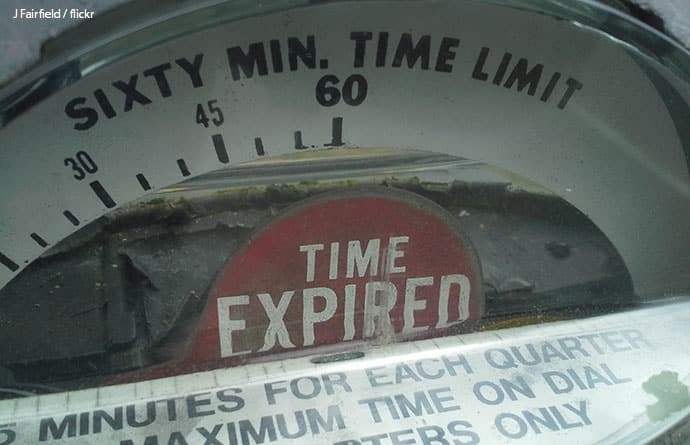 J Fairfield / flickr
SIXTY MIN. TIME LIMIT
30 45 60
TIME
EXPIRED
MINUTES FOR EACH QUARTER
MAXIMUM TIME ON DIAL
ONLY